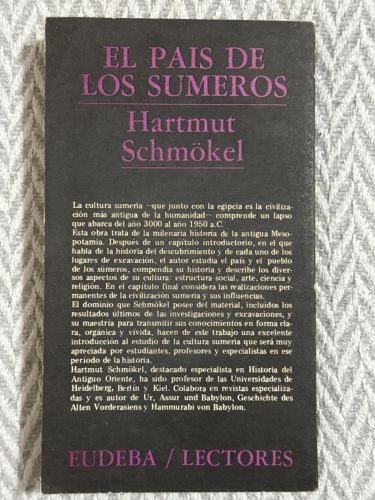 EL PAIS DE
LOS SUMEROS
Hartmut
Schmökel
La cultura sumeria —que junto con la egipcia es la civiliza-
ción más antigua de la humanidad— comprende un lapso
que abarca del año 3000 al año 1950 a.C.
Esta obra trata de la milenaria historia de la antigua Meso-
potamia. Después de un capítulo introductorio, en el que
habla de la historia del descubrimiento y de cada uno de los
lugares de excavación, el autor estudia el país y el pueblo
de los súmeros, compendia su historia y describe los diver-
sos aspectos de su cultura: estructura social, arte, ciencia y
religión. En el capítulo final considera las realizaciones per-
manentes de la civilización sumeria y sus influencias.
El dominio que Schmökel posee del material, incluidos los
resultados últimos de las investigaciones y excavaciones, y
su maestría para transmitir sus conocimientos en forma cla-
ra, orgánica y vívida, hacen de este trabajo una excelente
introducción al estudio de la cultura sumeria que será muy
apreciada por estudiantes, profesores y especialistas en ese
período de la historia.
Hartmut Schmökel, destacado especialista en Historia del
Antiguo Oriente, ha sido profesor de las Universidades de
Heidelberg, Berlín y Kiel. Colabora en revistas especializa-
das y es autor de Ur, Assur und Babylon, Geschichte des
Alten Vorderasiens y Hammurabi von Babylon.
EUDEBA / LECTORES